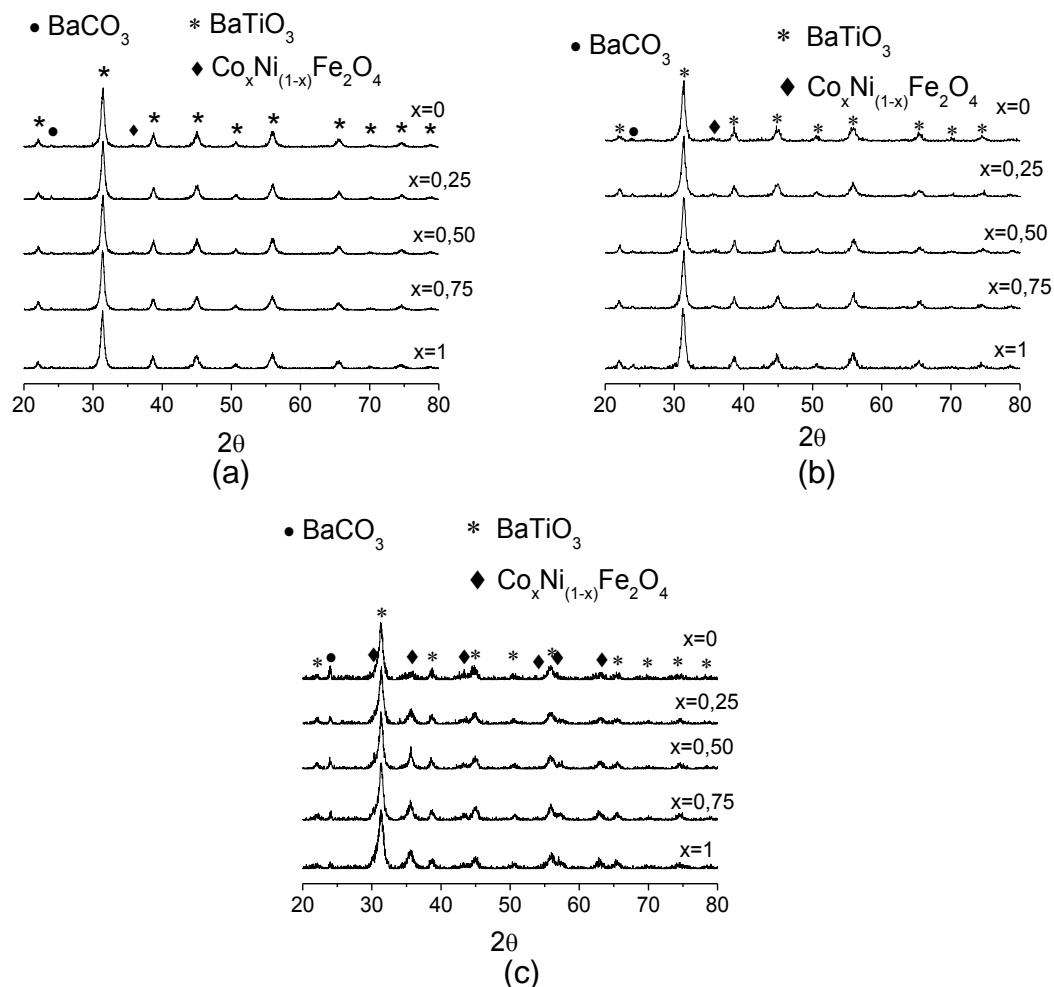 ● BaCO3 * BaTiO3
♦ CoxNi(1-x)Fe2O4
x=0
x=0,25
x=0,50
x=0,75
x=1
20 30 40 50 60 70 80
2θ
(a)
● BaCO3 * BaTiO3
♦ CoxNi(1-x)Fe2O4
x=0
x=0,25
x=0,50
x=0,75
x=1
20 30 40 50 60 70 80
2θ
(b)
● BaCO3 * BaTiO3
♦ CoxNi(1-x)Fe2O4
x=0
x=0,25
x=0,50
x=0,75
x=1
20 30 40 50 60 70 80
2θ
(c)